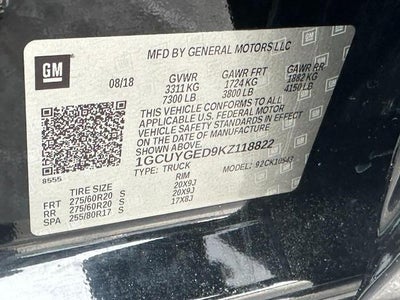 GM
MFD BY GENERAL MOTORS LLC
08/18
GVWR GAWR FRT GAWR RR
3311 KG 1724 KG 1882 KG
7300 LB 3800 LB 4150 LB
THIS VEHICLE CONFORMS TO ALL APPLICABLE
U.S. FEDERAL MOTOR VEHICLE SAFETY
STANDARDS IN EFFECT ON THE
DATE OF MANUFACTURE SHOWN ABOVE.
1GCUYGED9KZ118822
8555
TYPE: TRUCK
TIRE SIZE RIM
FRT 275/60R20 S 20X9J
RR 275/60R20 S 20X9J
SP 255/80R17 S 17X8J